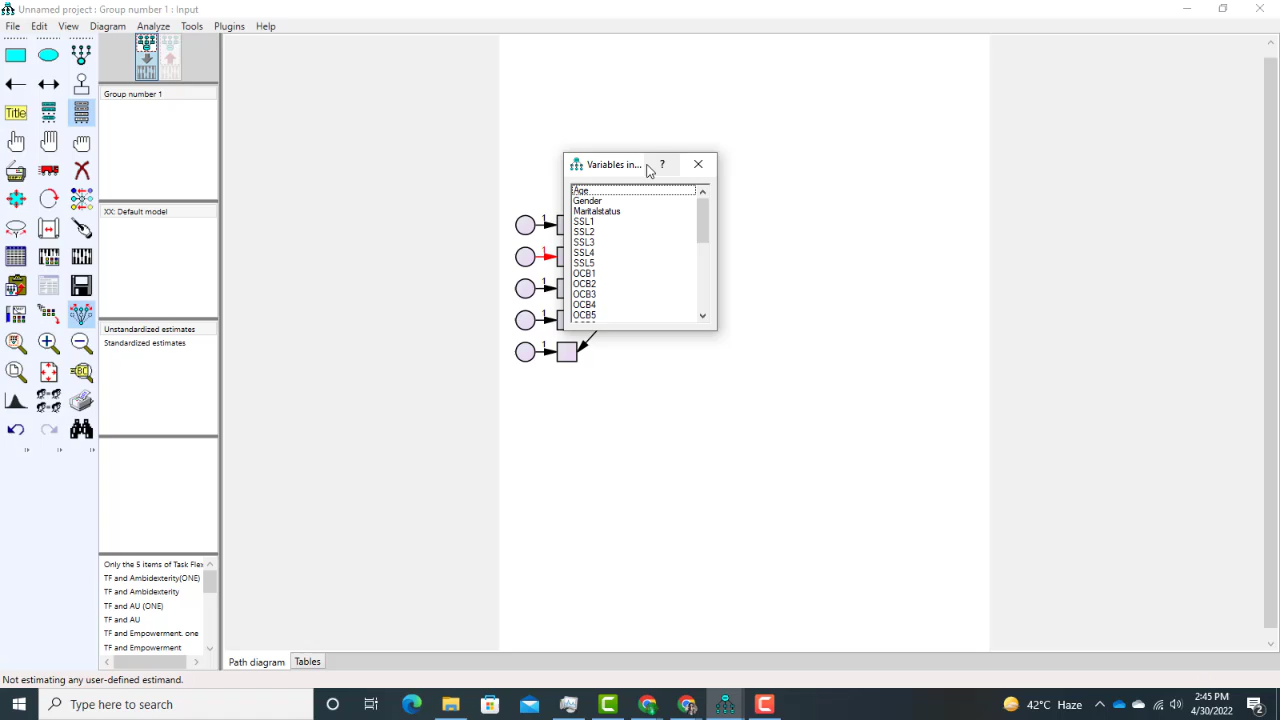 Unnamed project : Group number 1 : Input
File Edit View Diagram Analyze Tools Plugins Help
Title
Group number 1
XX: Default model
Unstandardized estimates
Standardized estimates
Only the 5 items of Task Flex
TF and Ambidexterity(ONE)
TF and Ambidexterity
TF and AU (ONE)
TF and AU
TF and Empowerment. one
TF and Empowerment
Variables in... ?
Age
Gender
Maritalstatus
SSL1
SSL2
SSL3
SSL4
SSL5
OCB1
OCB2
OCB3
OCB4
OCB5
1
1
1
1
1
Path diagram Tables
Not estimating any user-defined estimand.
Type here to search
42°C Haze
2:45 PM
4/30/2022
2